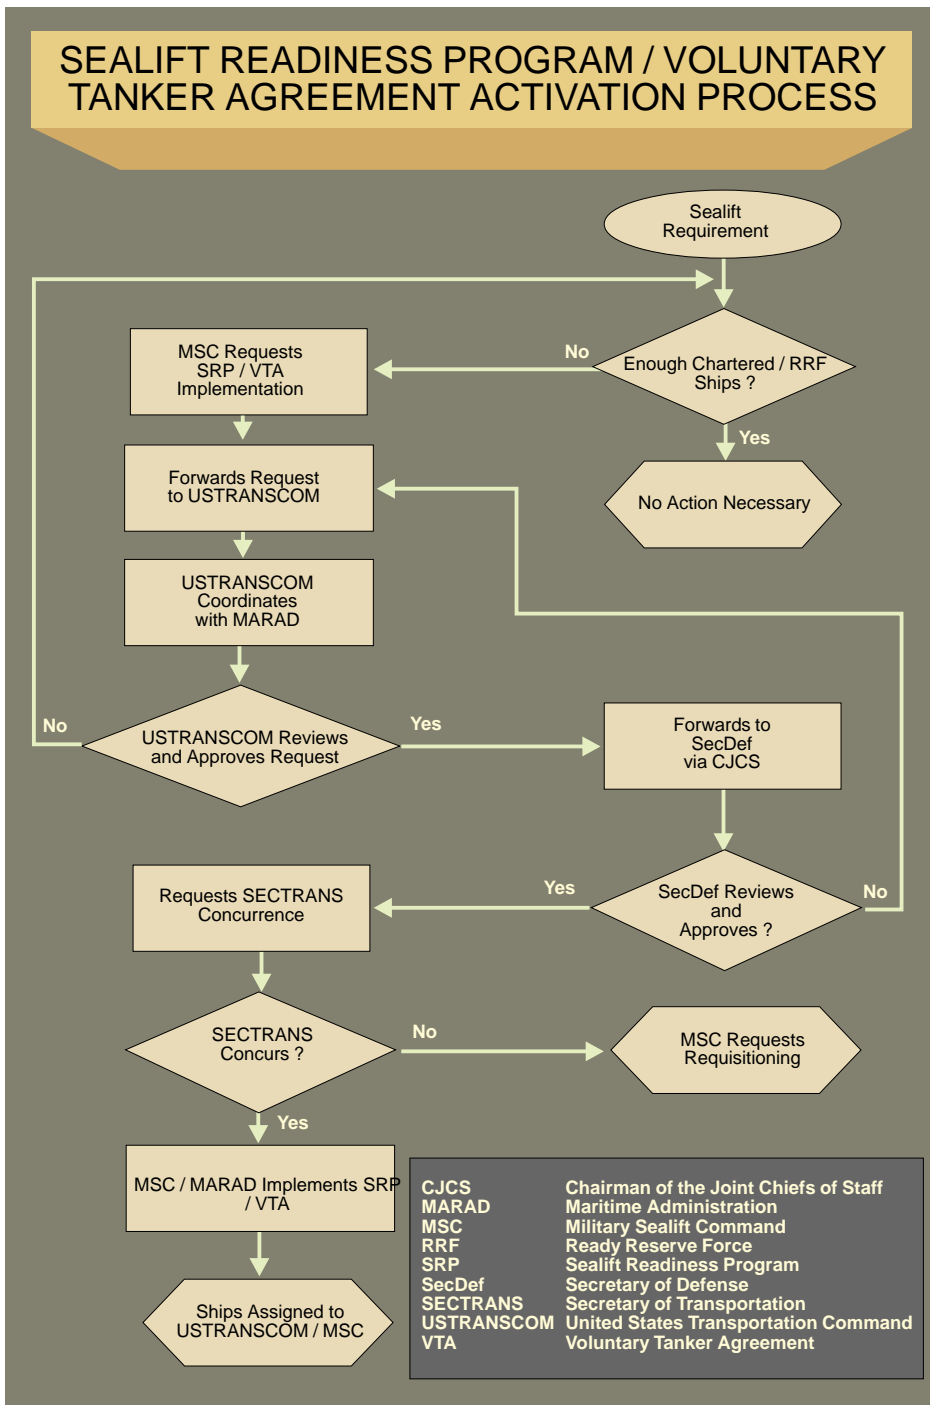 SEALIFT READINESS PROGRAM / VOLUNTARY
TANKER AGREEMENT ACTIVATION PROCESS
Sealift
Requirement
Enough Chartered / RRF
Ships ?
No
Yes
MSC Requests
SRP / VTA
Implementation
No Action Necessary
Forwards Request
to USTRANSCOM
USTRANSCOM
Coordinates
with MARAD
USTRANSCOM Reviews
and Approves Request
No
Yes
Forwards to
SecDef
via CJCS
SecDef Reviews
and
Approves ?
No
Yes
Requests SECTRANS
Concurrence
SECTRANS
Concurs ?
No
MSC Requests
Requisitioning
Yes
MSC / MARAD Implements SRP
/ VTA
Ships Assigned to
USTRANSCOM / MSC
CJCS Chairman of the Joint Chiefs of Staff
MARAD Maritime Administration
MSC Military Sealift Command
RRF Ready Reserve Force
SRP Sealift Readiness Program
SecDef Secretary of Defense
SECTRANS Secretary of Transportation
USTRANSCOM United States Transportation Command
VTA Voluntary Tanker Agreement